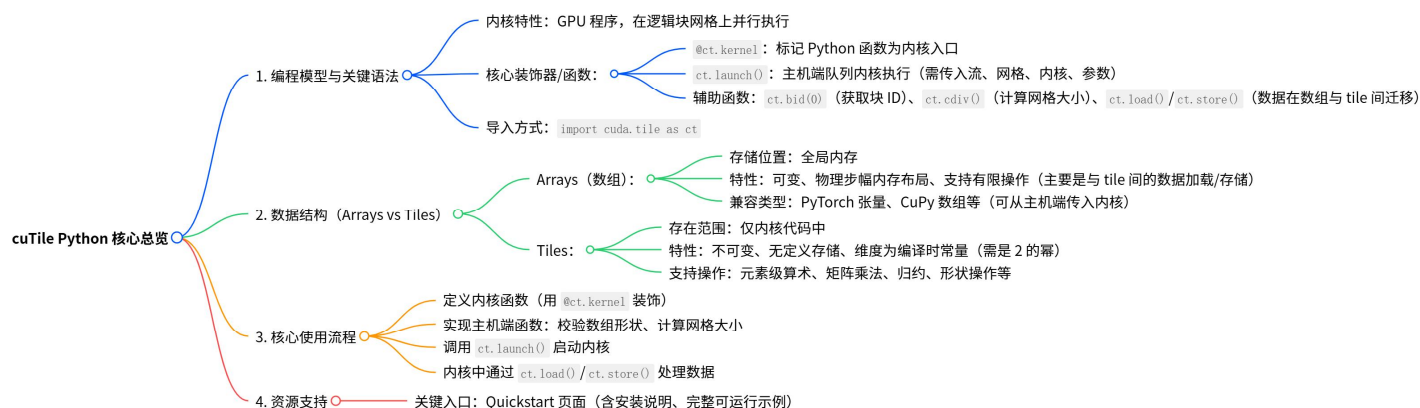 cuTile Python 核心总览
1. 编程模型与关键语法
内核特性：GPU 程序，在逻辑块网格上并行执行
核心装饰器/函数：
@ct.kernel：标记 Python 函数为内核入口
ct.launch()：主机端队列内核执行（需传入流、网格、内核、参数）
辅助函数：ct.bid(0)（获取块 ID）、ct.cdiv()（计算网格大小）、ct.load()/ct.store()（数据在数组与 tile 间迁移）
导入方式：import cuda.tile as ct
2. 数据结构（Arrays vs Tiles）
Arrays（数组）：
存储位置：全局内存
特性：可变、物理步幅内存布局、支持有限操作（主要是与 tile 间的数据加载/存储）
兼容类型：PyTorch 张量、CuPy 数组等（可从主机端传入内核）
Tiles：
存在范围：仅内核代码中
特性：不可变、无定义存储、维度为编译时常量（需是 2 的幂）
支持操作：元素级算术、矩阵乘法、归约、形状操作等
3. 核心使用流程
定义内核函数（用 @ct.kernel 装饰）
实现主机端函数：校验数组形状、计算网格大小
调用 ct.launch() 启动内核
内核中通过 ct.load()/ct.store() 处理数据
4. 资源支持
关键入口：Quickstart 页面（含安装说明、完整可运行示例）